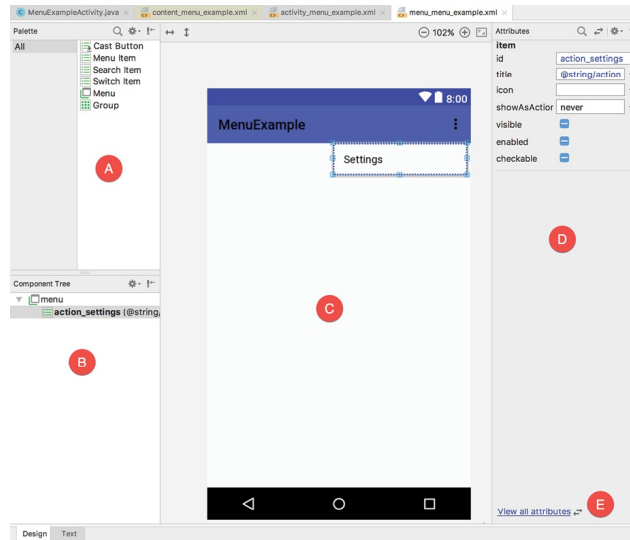 MenuExampleActivity.java
content_menu_example.xml
activity_menu_example.xml
menu_menu_example.xml
Palette
All
Cast Button
Menu Item
Search Item
Switch Item
Menu
Group
A
Component Tree
menu
action_settings (@string/
B
102%
8:00
MenuExample
Settings
C
Attributes
item
id action_settings
title @string/action
icon
showAsAction never
visible
enabled
checkable
D
View all attributes
E
Design Text